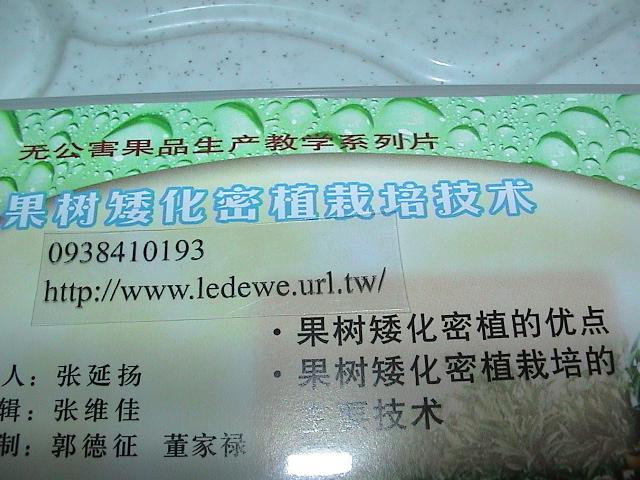 无公害果品生产教学系列片
果树矮化密植栽培技术
0938410193
http://www.ledewe.url.tw/
·果树矮化密植的优点
·果树矮化密植栽培的
主要技术
人：张延扬
辑：张维佳
制：郭德征 董家禄